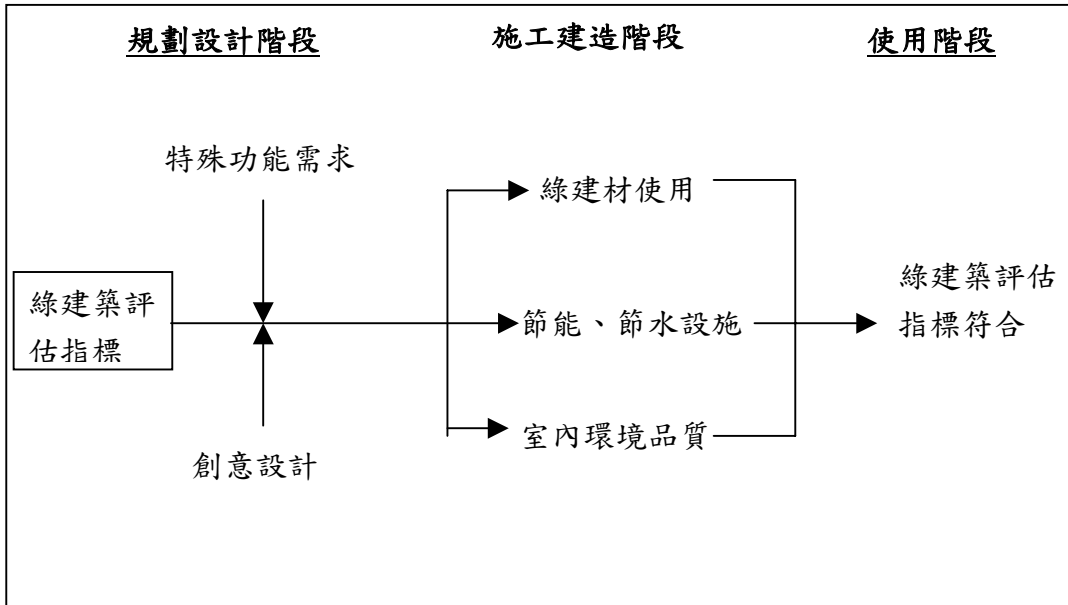 規劃設計階段
施工建造階段
使用階段
特殊功能需求
綠建材使用
綠建築評
估指標
節能、節水設施
綠建築評估
指標符合
室內環境品質
創意設計